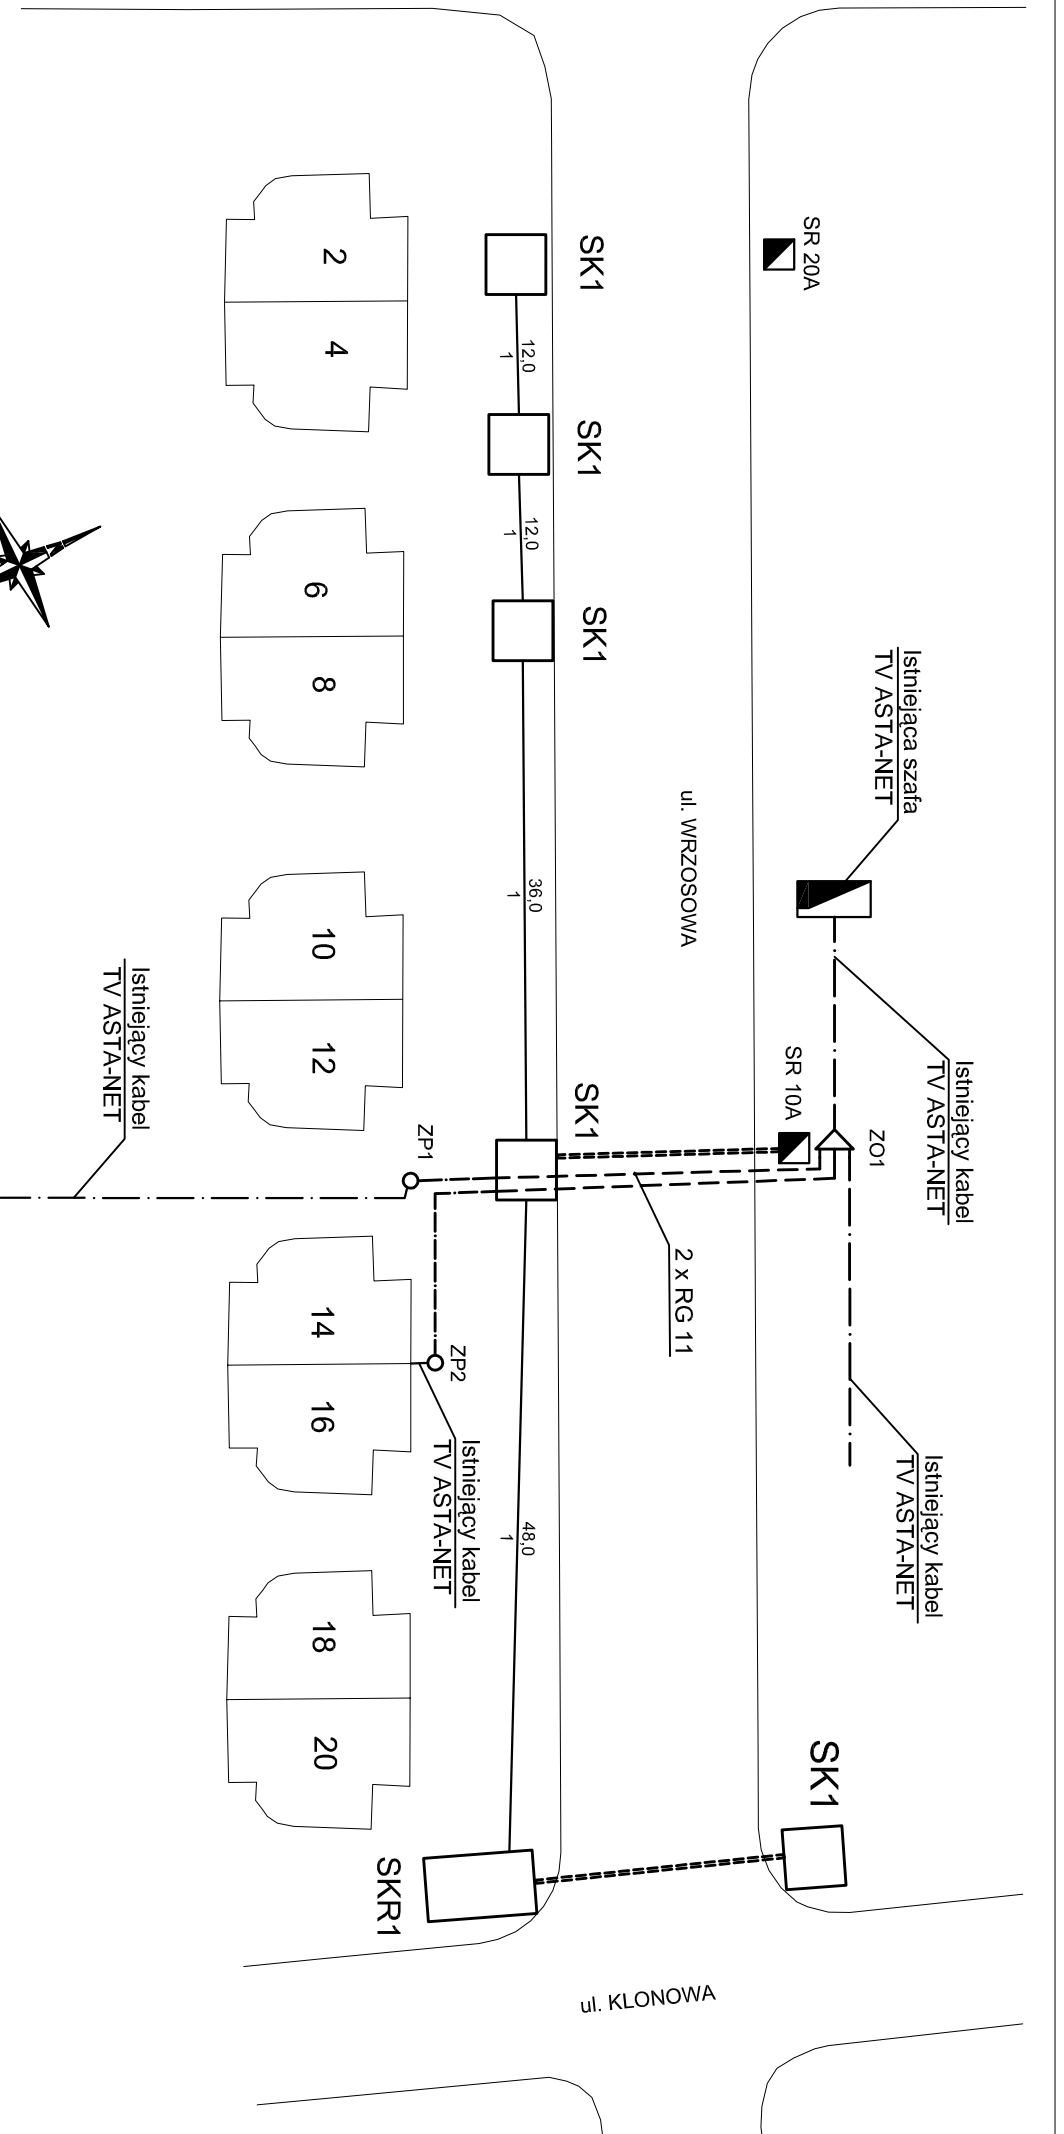 SR 20A
SK1
12,0
1
2
4
SK1
12,0
1
SK1
6
8
Istniejąca szafa
TV ASTA-NET
ul. WRZOSOWA
36,0
1
10
12
Istniejący kabel
TV ASTA-NET
Istniejący kabel
TV ASTA-NET
SR 10A
ZO1
SK1
ZP1
2 x RG 11
14
16
ZP2
Istniejący kabel
TV ASTA-NET
Istniejący kabel
TV ASTA-NET
48,0
1
18
20
SK1
SKR1
ul. KLONOWA